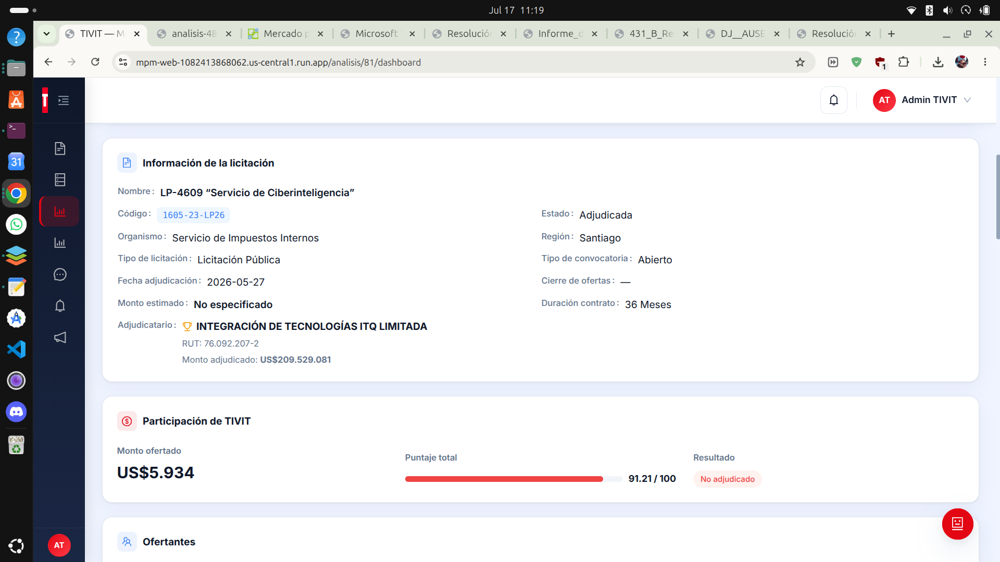 Jul 17 11:19
TIVIT — M
analisis-48
Mercado p
Microsoft
Resolución
Informe_d
431_B_Re
DJ__AUSE
Resolución
mpm-web-1082413868062.us-central1.run.app/analisis/81/dashboard
1
T
AT
Admin TIVIT
31
Información de la licitación
Nombre: LP-4609 “Servicio de Ciberinteligencia”
Código: 1605-23-LP26
Estado: Adjudicada
Organismo: Servicio de Impuestos Internos
Región: Santiago
Tipo de licitación: Licitación Pública
Tipo de convocatoria: Abierto
Fecha adjudicación: 2026-05-27
Cierre de ofertas: —
Monto estimado: No especificado
Duración contrato: 36 Meses
Adjudicatario: INTEGRACIÓN DE TECNOLOGÍAS ITQ LIMITADA
RUT: 76.092.207-2
Monto adjudicado: US$209.529.081
Participación de TIVIT
Monto ofertado
US$5.934
Puntaje total
91.21 / 100
Resultado
No adjudicado
Ofertantes
AT